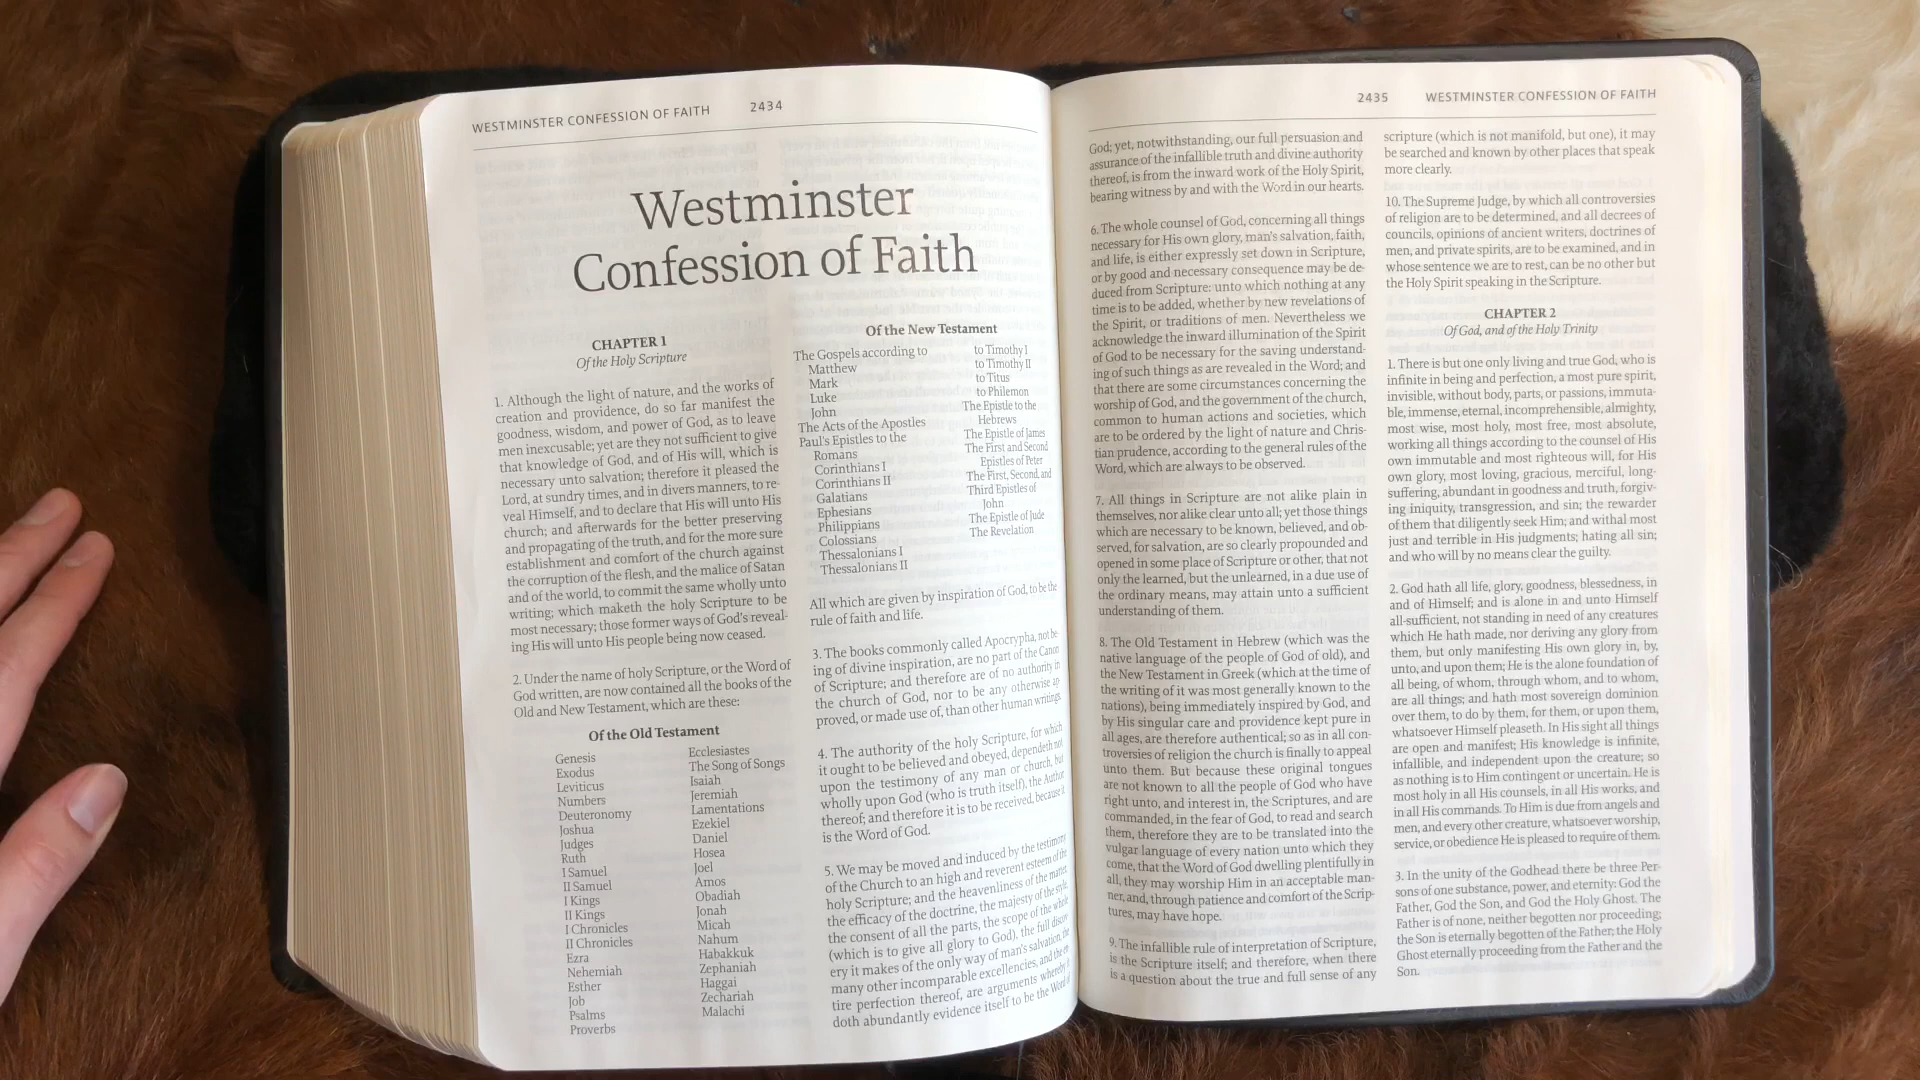 WESTMINSTER CONFESSION OF FAITH 2434
Westminster
Confession of Faith
CHAPTER 1
Of the Holy Scripture
1. Although the light of nature, and the works of
creation and providence, do so far manifest the
goodness, wisdom, and power of God, as to leave
men inexcusable; yet are they not sufficient to give
that knowledge of God, and of His will, which is
necessary unto salvation; therefore it pleased the
Lord, at sundry times, and in divers manners, to re-
veal Himself, and to declare that His will unto His
church; and afterwards for the better preserving
and propagating of the truth, and for the more sure
establishment and comfort of the church against
the corruption of the flesh, and the malice of Satan
and of the world, to commit the same wholly unto
writing; which maketh the holy Scripture to be
most necessary; those former ways of God's reveal-
ing His will unto His people being now ceased.
2. Under the name of holy Scripture, or the Word of
God written, are now contained all the books of the
Old and New Testament, which are these:
Of the Old Testament
Genesis
Exodus
Leviticus
Numbers
Deuteronomy
Joshua
Judges
Ruth
I Samuel
II Samuel
I Kings
II Kings
I Chronicles
II Chronicles
Ezra
Nehemiah
Esther
Job
Psalms
Proverbs
Ecclesiastes
The Song of Songs
Isaiah
Jeremiah
Lamentations
Ezekiel
Daniel
Hosea
Joel
Amos
Obadiah
Jonah
Micah
Nahum
Habakkuk
Zephaniah
Haggai
Zechariah
Malachi
Of the New Testament
The Gospels according to
Matthew
Mark
Luke
John
The Acts of the Apostles
Paul's Epistles to the
Romans
Corinthians I
Corinthians II
Galatians
Ephesians
Philippians
Colossians
Thessalonians I
Thessalonians II
to Timothy I
to Timothy II
to Titus
to Philemon
The Epistle to the
Hebrews
The Epistle of James
The First and Second
Epistles of Peter
The First, Second, and
Third Epistles of
John
The Epistle of Jude
The Revelation
All which are given by inspiration of God, to be the
rule of faith and life.
3. The books commonly called Apocrypha, not be
ing of divine inspiration, are no part of the Canon
of Scripture; and therefore are of no authority in
the church of God, nor to be any otherwise ap-
proved, or made use of, than other human writings.
4. The authority of the holy Scripture, for which
it ought to be believed and obeyed, dependeth not
upon the testimony of any man or church, but
wholly upon God (who is truth itself), the Author
thereof; and therefore it is to be received, because it
is the Word of God.
5. We may be moved and induced by the testimony
of the Church to an high and reverent esteem of the
holy Scripture; and the heavenliness of the matter,
the efficacy of the doctrine, the majesty of the style,
the consent of all the parts, the scope of the whole
(which is to give all glory to God), the full discov
ery it makes of the only way of man's salvation, the
many other incomparable excellencies, and the en
tire perfection thereof, are arguments whereby it
doth abundantly evidence itself to be the Word of
2435 WESTMINSTER CONFESSION OF FAITH
God; yet, notwithstanding, our full persuasion and
assurance of the infallible truth and divine authority
thereof, is from the inward work of the Holy Spirit,
bearing witness by and with the Word in our hearts.
6. The whole counsel of God, concerning all things
necessary for His own glory, man's salvation, faith,
and life, is either expressly set down in Scripture,
or by good and necessary consequence may be de-
duced from Scripture: unto which nothing at any
time is to be added, whether by new revelations of
the Spirit, or traditions of men. Nevertheless we
acknowledge the inward illumination of the Spirit
of God to be necessary for the saving understand-
ing of such things as are revealed in the Word; and
that there are some circumstances concerning the
worship of God, and the government of the church,
common to human actions and societies, which
are to be ordered by the light of nature and Chris-
tian prudence, according to the general rules of the
Word, which are always to be observed.
7. All things in Scripture are not alike plain in
themselves, nor alike clear unto all; yet those things
which are necessary to be known, believed, and ob-
served, for salvation, are so clearly propounded and
opened in some place of Scripture or other, that not
only the learned, but the unlearned, in a due use of
the ordinary means, may attain unto a sufficient
understanding of them.
8. The Old Testament in Hebrew (which was the
native language of the people of God of old), and
the New Testament in Greek (which at the time of
the writing of it was most generally known to the
nations), being immediately inspired by God, and
by His singular care and providence kept pure in
all ages, are therefore authentical; so as in all con-
troversies of religion the church is finally to appeal
unto them. But because these original tongues
are not known to all the people of God who have
right unto, and interest in, the Scriptures, and are
commanded, in the fear of God, to read and search
them, therefore they are to be translated into the
vulgar language of every nation unto which they
come, that the Word of God dwelling plentifully in
all, they may worship Him in an acceptable man-
ner, and, through patience and comfort of the Scrip-
tures, may have hope.
9. The infallible rule of interpretation of Scripture,
is the Scripture itself; and therefore, when there
is a question about the true and full sense of any
scripture (which is not manifold, but one), it may
be searched and known by other places that speak
more clearly.
10. The Supreme Judge, by which all controversies
of religion are to be determined, and all decrees of
councils, opinions of ancient writers, doctrines of
men, and private spirits, are to be examined, and in
whose sentence we are to rest, can be no other but
the Holy Spirit speaking in the Scripture.
CHAPTER 2
Of God, and of the Holy Trinity
1. There is but one only living and true God, who is
infinite in being and perfection, a most pure spirit,
invisible, without body, parts, or passions, immuta-
ble, immense, eternal, incomprehensible, almighty,
most wise, most holy, most free, most absolute,
working all things according to the counsel of His
own immutable and most righteous will, for His
own glory, most loving, gracious, merciful, long-
suffering, abundant in goodness and truth, forgiv-
ing iniquity, transgression, and sin; the rewarder
of them that diligently seek Him; and withal most
just and terrible in His judgments; hating all sin;
and who will by no means clear the guilty.
2. God hath all life, glory, goodness, blessedness, in
and of Himself; and is alone in and unto Himself
all-sufficient, not standing in need of any creatures
which He hath made, nor deriving any glory from
them, but only manifesting His own glory in, by,
unto, and upon them; He is the alone foundation of
all being, of whom, through whom, and to whom,
are all things; and hath most sovereign dominion
over them, to do by them, for them, or upon them,
whatsoever Himself pleaseth. In His sight all things
are open and manifest; His knowledge is infinite,
infallible, and independent upon the creature; so
as nothing is to Him contingent or uncertain. He is
most holy in all His counsels, in all His works, and
in all His commands. To Him is due from angels and
men, and every other creature, whatsoever worship,
service, or obedience He is pleased to require of them.
3. In the unity of the Godhead there be three Per-
sons of one substance, power, and eternity: God the
Father, God the Son, and God the Holy Ghost. The
Father is of none, neither begotten nor proceeding;
the Son is eternally begotten of the Father; the Holy
Ghost eternally proceeding from the Father and the
Son.